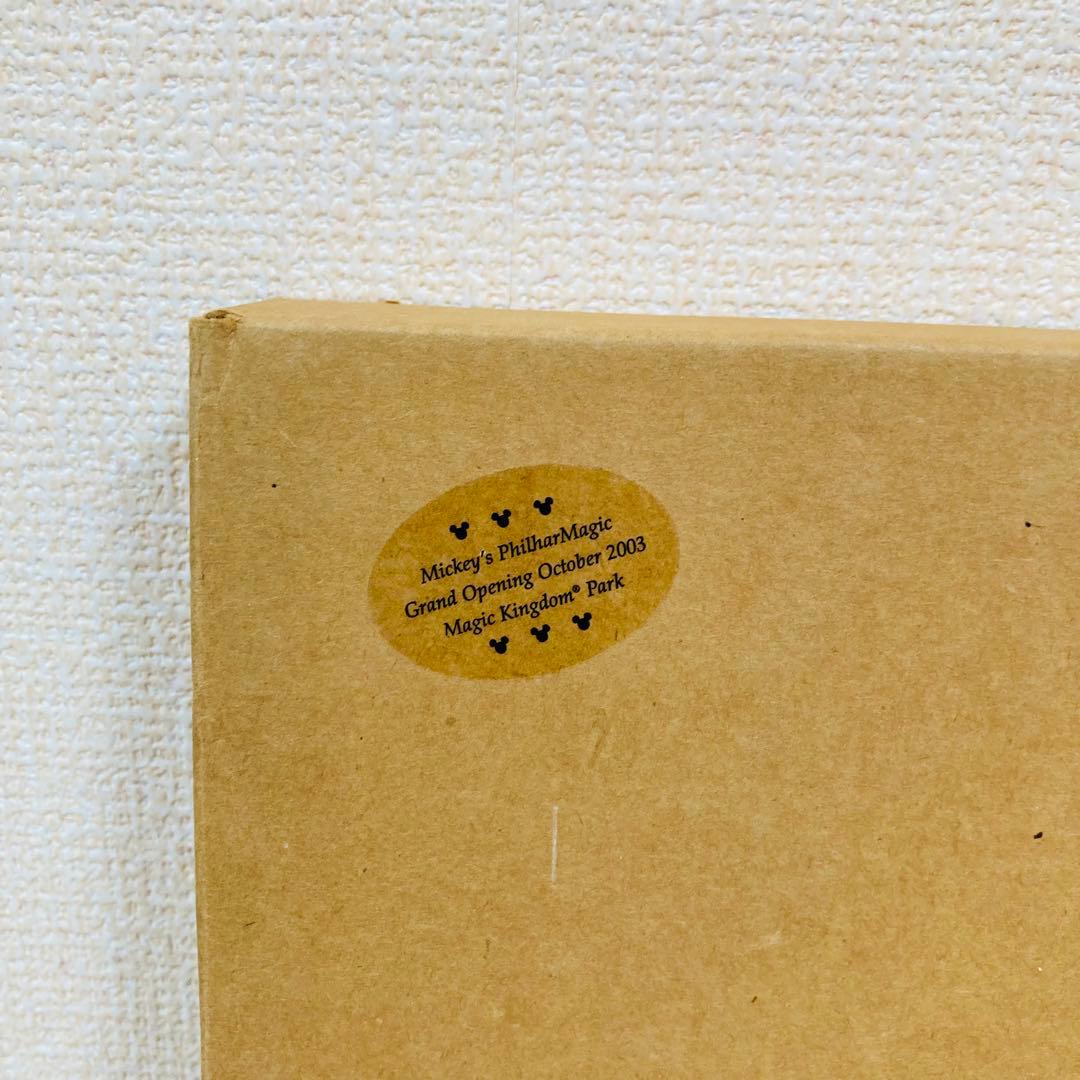 Mickey's PhilharMagic
Grand Opening October 2003
Magic Kingdom® Park